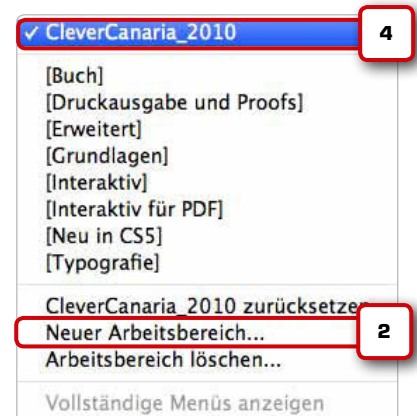 ✓ CleverCanaria_2010 4
[Buch]
[Druckausgabe und Proofs]
[Erweitert]
[Grundlagen]
[Interaktiv]
[Interaktiv für PDF]
[Neu in CS5]
[Typografie]
CleverCanaria_2010 zurücksetzen
Neuer Arbeitsbereich... 2
Arbeitsbereich löschen...
Vollständige Menüs anzeigen